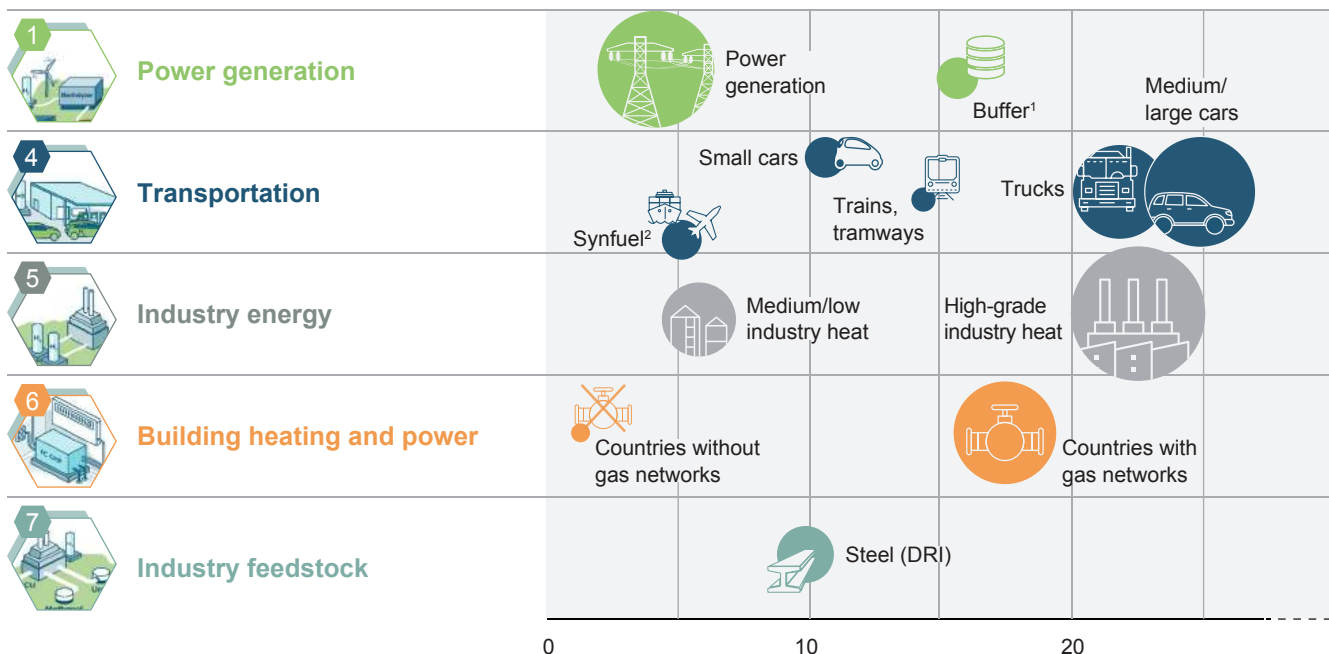 1
Power generation
Power
generation
Buffer¹
Medium/
large cars
4
Transportation
Small cars
Trains,
tramways
Trucks
Synfuel²
5
Industry energy
Medium/low
industry heat
High-grade
industry heat
6
Building heating and power
Countries without
gas networks
Countries with
gas networks
7
Industry feedstock
Steel (DRI)
0 10 20